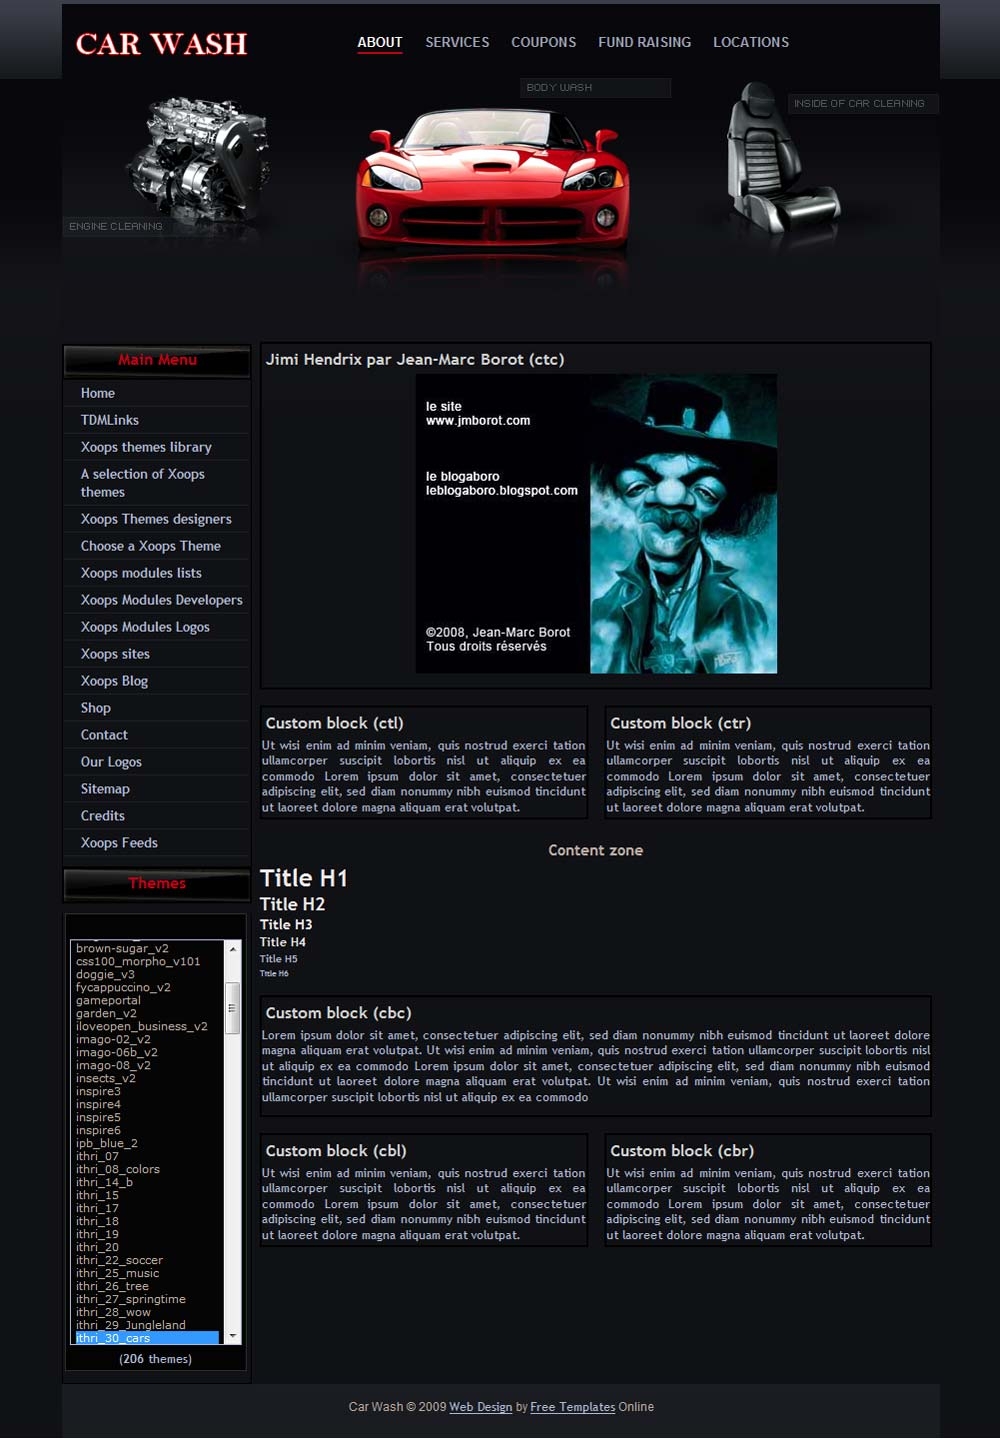 CAR WASH
ABOUT SERVICES COUPONS FUND RAISING LOCATIONS
BODY WASH
INSIDE OF CAR CLEANING
ENGINE CLEANING
Main Menu
Home
TDMLinks
Xoops themes library
A selection of Xoops
themes
Xoops Themes designers
Choose a Xoops Theme
Xoops modules lists
Xoops Modules Developers
Xoops Modules Logos
Xoops sites
Xoops Blog
Shop
Contact
Our Logos
Sitemap
Credits
Xoops Feeds
Themes
brown-sugar_v2
css100_morpho_v101
doggie_v3
fycappuccino_v2
gameportal
garden_v2
iloveopen_business_v2
imago-02_v2
imago-06b_v2
imago-08_v2
insects_v2
inspire3
inspire4
inspire5
inspire6
ipb_blue_2
ithri_07
ithri_08_colors
ithri_14_b
ithri_15
ithri_17
ithri_18
ithri_19
ithri_20
ithri_22_soccer
ithri_25_music
ithri_26_tree
ithri_27_springtime
ithri_28_wow
ithri_29_Jungleland
ithri_30_cars
(206 themes)
Jimi Hendrix par Jean-Marc Borot (ctc)
le site
www.jmborot.com
le blogaboro
leblogaboro.blogspot.com
©2008, Jean-Marc Borot
Tous droits réservés
Custom block (ctl)
Ut wisi enim ad minim veniam, quis nostrud exerci tation
ullamcorper suscipit lobortis nisl ut aliquip ex ea
commodo Lorem ipsum dolor sit amet, consectetuer
adipiscing elit, sed diam nonummy nibh euismod tincidunt
ut laoreet dolore magna aliquam erat volutpat.
Custom block (ctr)
Ut wisi enim ad minim veniam, quis nostrud exerci tation
ullamcorper suscipit lobortis nisl ut aliquip ex ea
commodo Lorem ipsum dolor sit amet, consectetuer
adipiscing elit, sed diam nonummy nibh euismod tincidunt
ut laoreet dolore magna aliquam erat volutpat.
Content zone
Title H1
Title H2
Title H3
Title H4
Title H5
Title H6
Custom block (cbc)
Lorem ipsum dolor sit amet, consectetuer adipiscing elit, sed diam nonummy nibh euismod tincidunt ut laoreet dolore
magna aliquam erat volutpat. Ut wisi enim ad minim veniam, quis nostrud exerci tation ullamcorper suscipit lobortis nisl
ut aliquip ex ea commodo Lorem ipsum dolor sit amet, consectetuer adipiscing elit, sed diam nonummy nibh euismod
tincidunt ut laoreet dolore magna aliquam erat volutpat. Ut wisi enim ad minim veniam, quis nostrud exerci tation
ullamcorper suscipit lobortis nisl ut aliquip ex ea commodo
Custom block (cbl)
Ut wisi enim ad minim veniam, quis nostrud exerci tation
ullamcorper suscipit lobortis nisl ut aliquip ex ea
commodo Lorem ipsum dolor sit amet, consectetuer
adipiscing elit, sed diam nonummy nibh euismod tincidunt
ut laoreet dolore magna aliquam erat volutpat.
Custom block (cbr)
Ut wisi enim ad minim veniam, quis nostrud exerci tation
ullamcorper suscipit lobortis nisl ut aliquip ex ea
commodo Lorem ipsum dolor sit amet, consectetuer
adipiscing elit, sed diam nonummy nibh euismod tincidunt
ut laoreet dolore magna aliquam erat volutpat.
Car Wash © 2009 Web Design by Free Templates Online